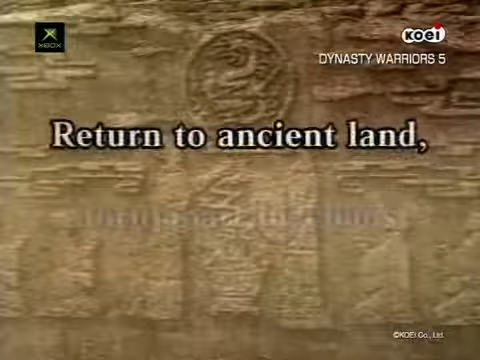 XBOX
KOEI
DYNASTY WARRIORS 5
Return to ancient land,
©KOEI Co., Ltd.